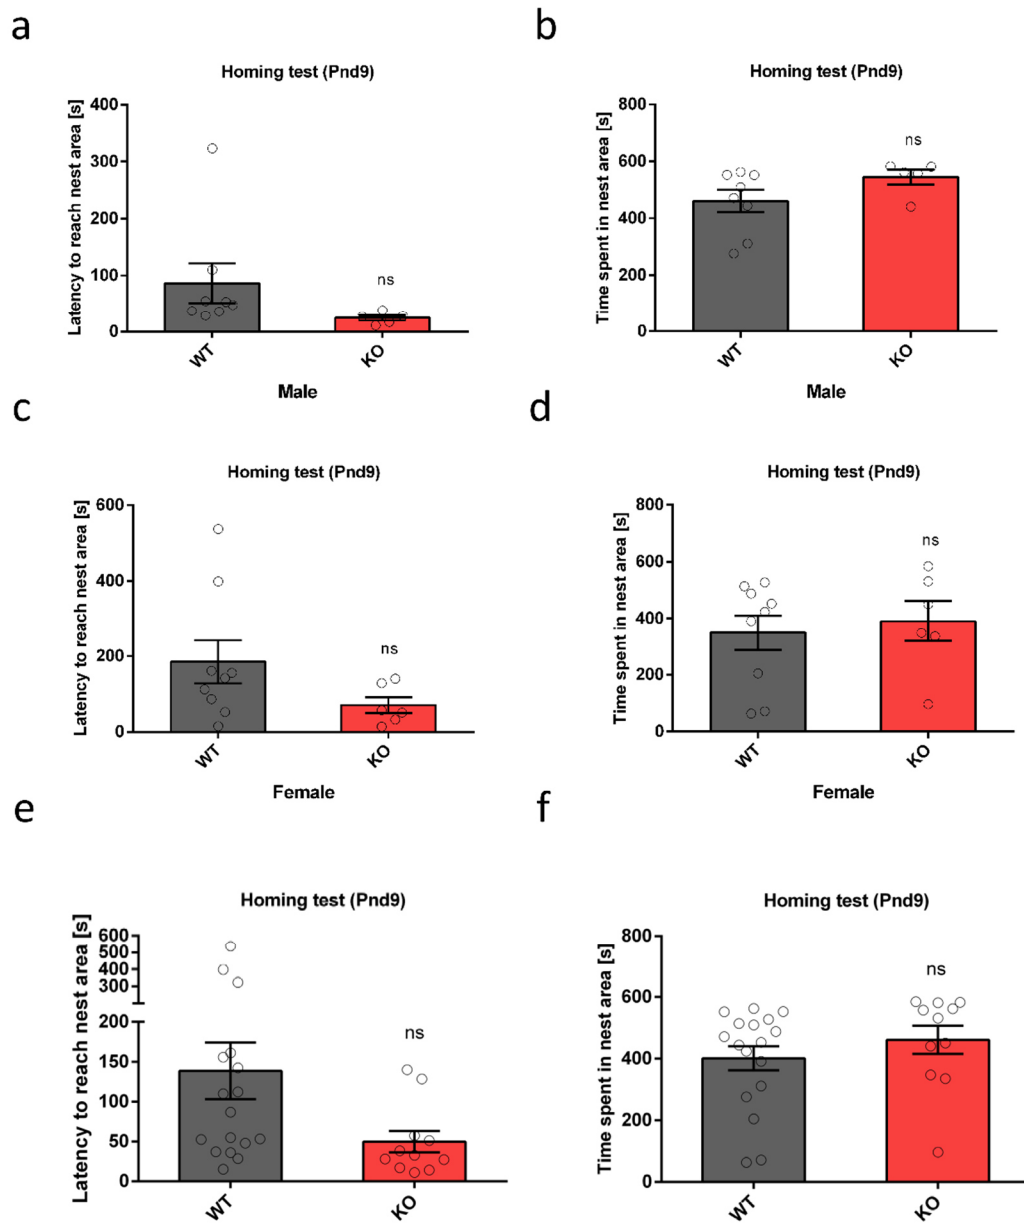 a
Homing test (Pnd9)
Latency to reach nest area [s]
400
300
200
100
0
ns
WT
KO
Male
b
Homing test (Pnd9)
Time spent in nest area [s]
800
600
400
200
0
ns
WT
KO
Male
c
Homing test (Pnd9)
Latency to reach nest area [s]
600
400
200
0
ns
WT
KO
Female
d
Homing test (Pnd9)
Time spent in nest area [s]
800
600
400
200
0
ns
WT
KO
Female
e
Homing test (Pnd9)
Latency to reach nest area [s]
600
500
400
300
200
150
100
50
0
ns
WT
KO
f
Homing test (Pnd9)
Time spent in nest area [s]
800
600
400
200
0
ns
WT
KO